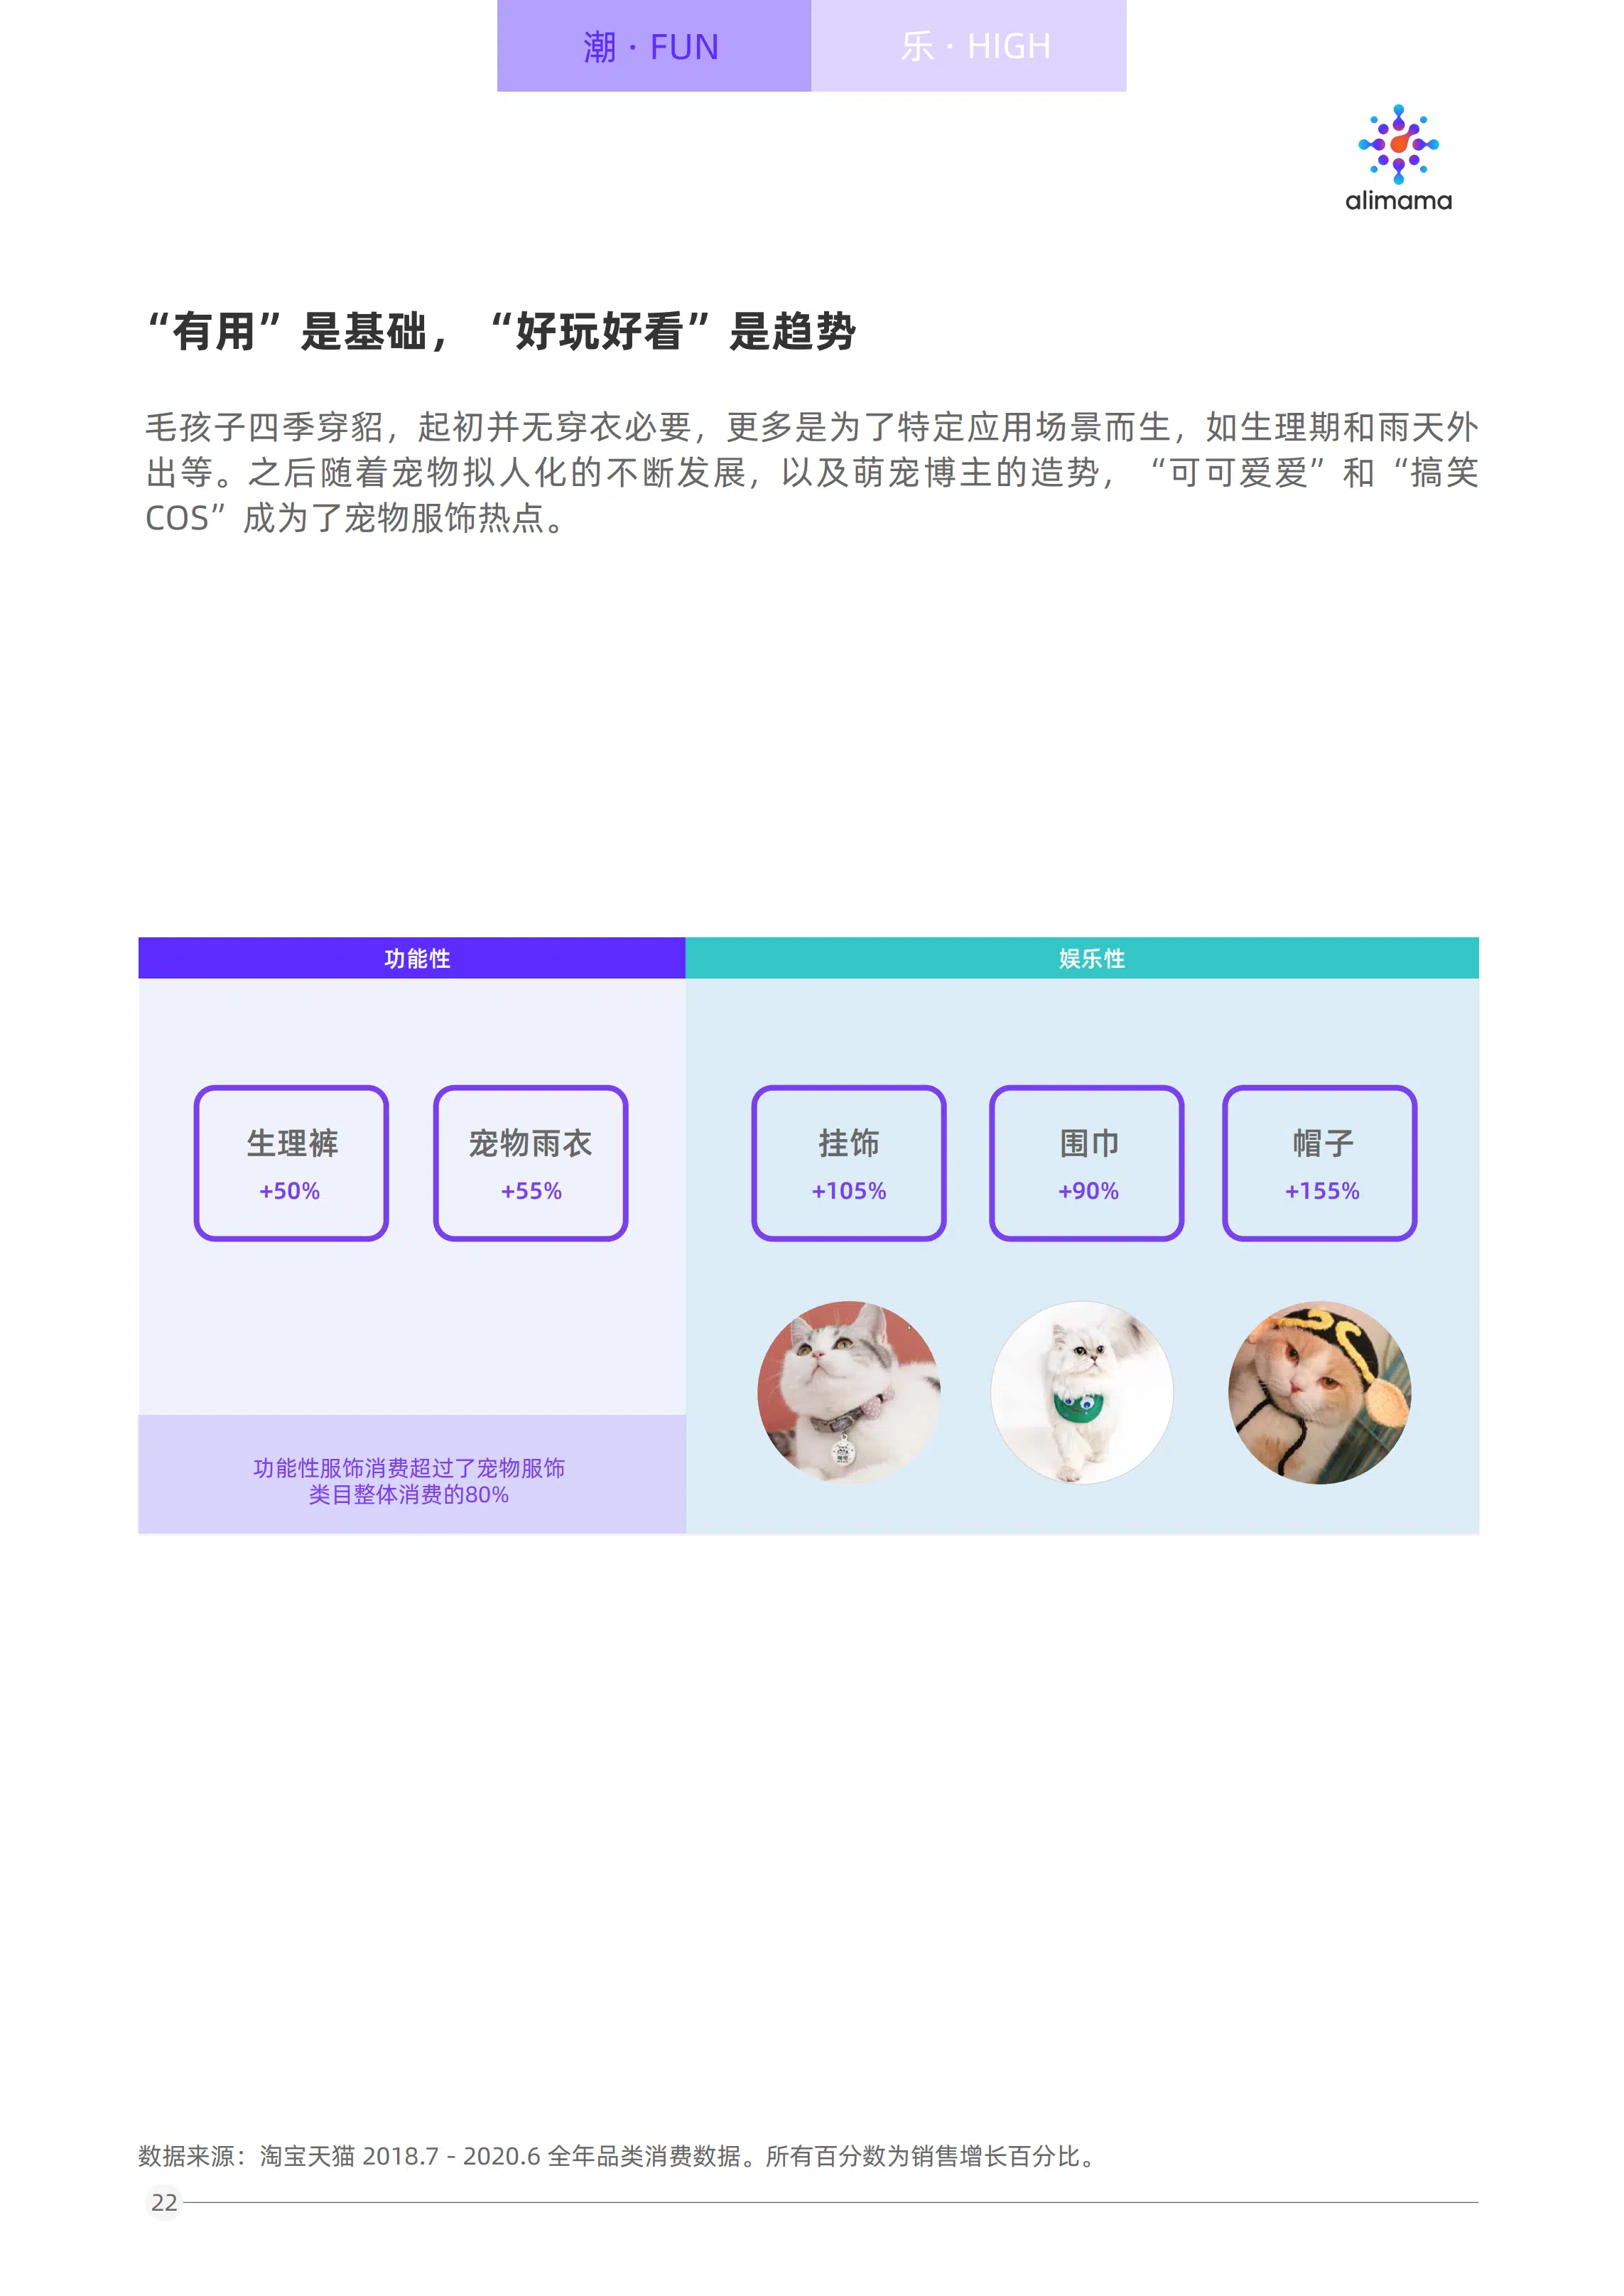 潮 · FUN
乐 · HIGH
alimama
“有用”是基础，“好玩好看”是趋势
毛孩子四季穿貂，起初并无穿衣必要，更多是为了特定应用场景而生，如生理期和雨天外
出等。之后随着宠物拟人化的不断发展，以及萌宠博主的造势，“可可爱爱”和“搞笑
COS”成为了宠物服饰热点。
功能性
娱乐性
生理裤
+50%
宠物雨衣
+55%
挂饰
+105%
围巾
+90%
帽子
+155%
功能性服饰消费超过了宠物服饰
类目整体消费的80%
数据来源：淘宝天猫 2018.7 - 2020.6 全年品类消费数据。所有百分数为销售增长百分比。
22